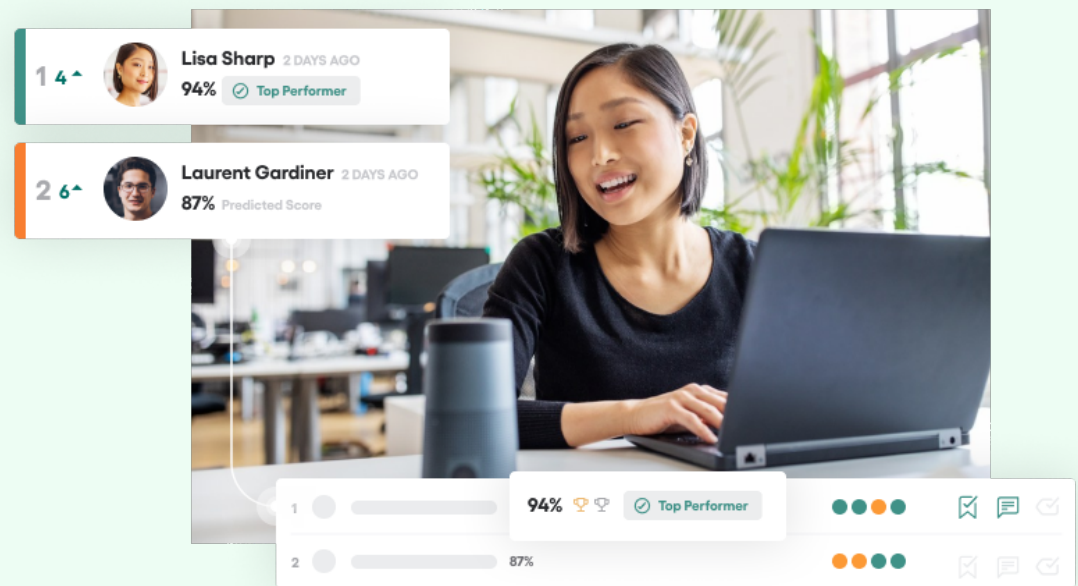 1 4 Lisa Sharp 2 DAYS AGO
94% Top Performer
2 6 Laurent Gardiner 2 DAYS AGO
87% Predicted Score
1 94% Top Performer
2 87%